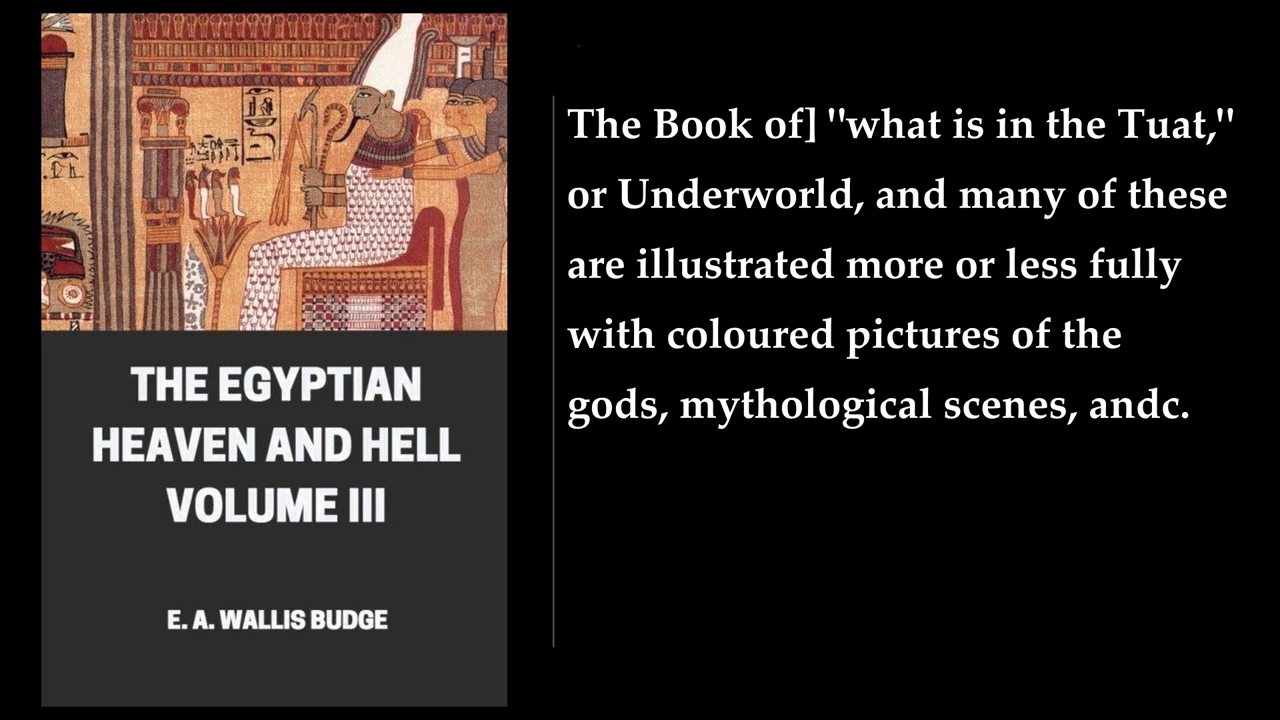 THE EGYPTIAN
HEAVEN AND HELL
VOLUME III
E. A. WALLIS BUDGE
The Book of] "what is in the Tuat,"
or Underworld, and many of these
are illustrated more or less fully
with coloured pictures of the
gods, mythological scenes, andc.